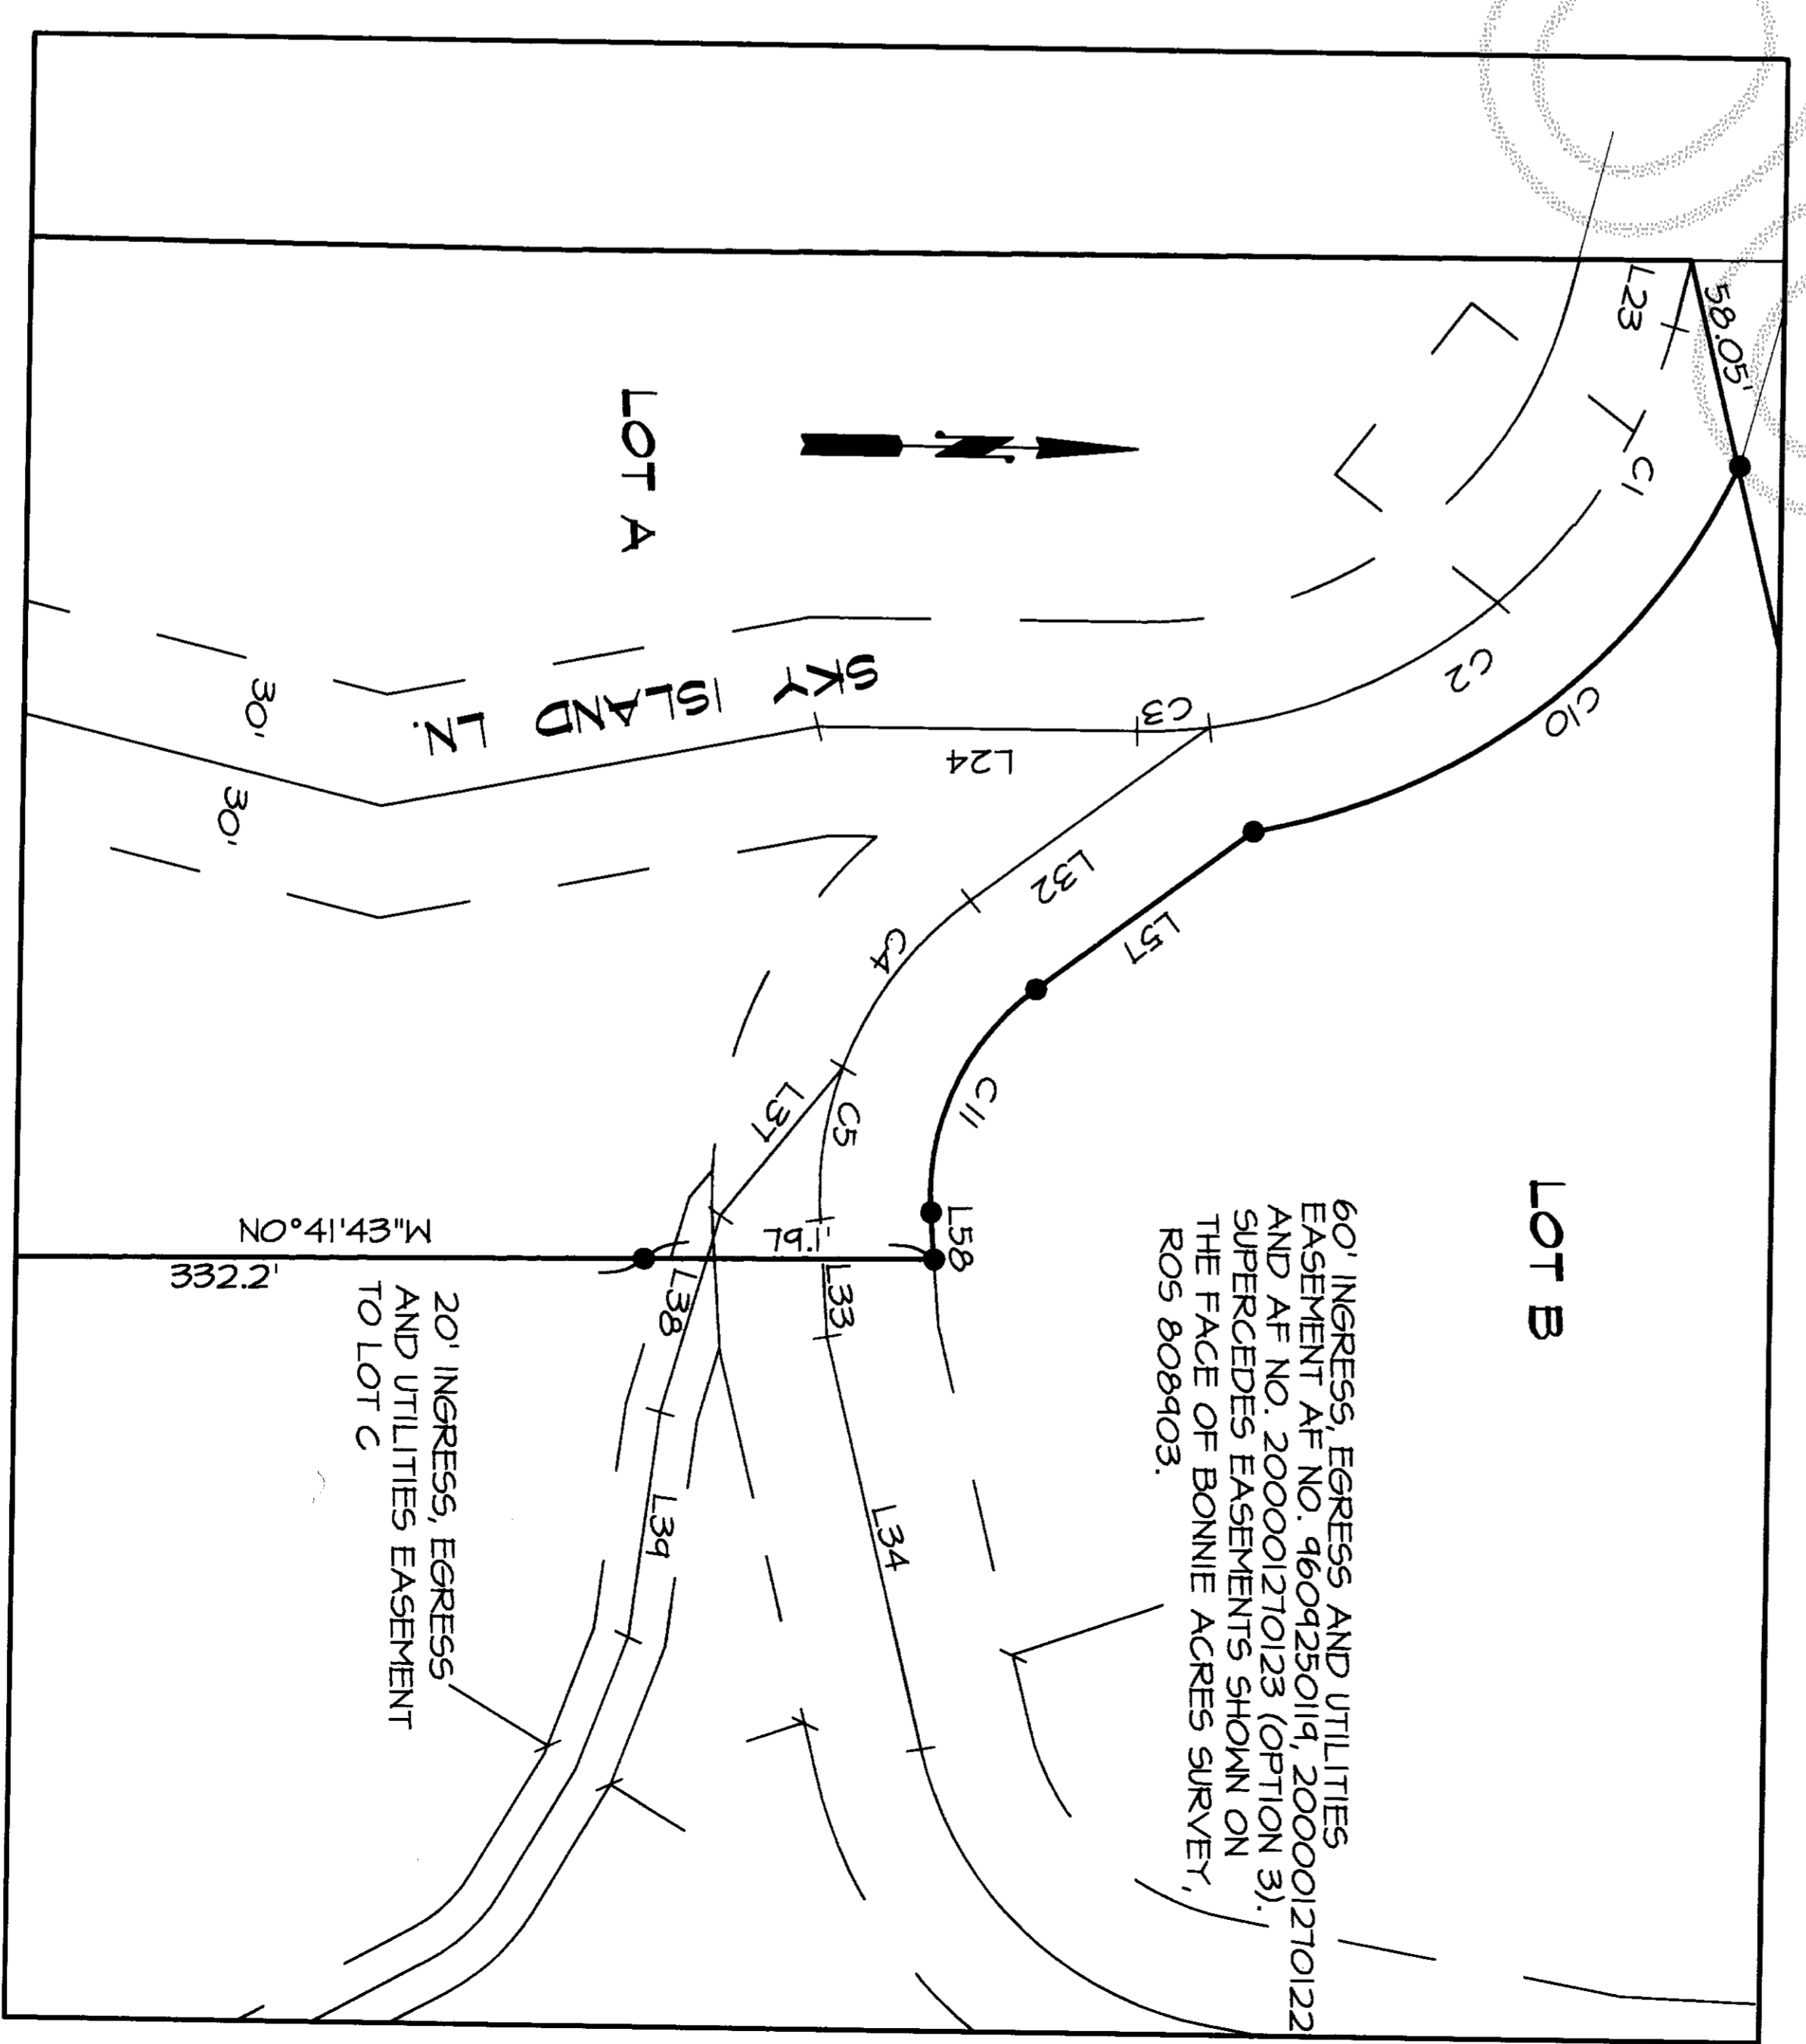 LOT B
60' INGRESS, EGRESS AND UTILITIES
EASEMENT AF NO. 9609250119, 200001270122
AND AF NO. 200001270123 (OPTION 3).
SUPERCEDES EASEMENTS SHOWN ON
THE FACE OF BONNIE ACRES SURVEY,
ROS 808903.
58.05'
L23
C1
C2
C10
C3
L24
L32
L57
C4
C11
C5
L37
L58
79.1'
L33
L34
L38
L39
LOT A
SKY ISLAND LN.
30'
30'
N0°41'43"W
332.2'
20' INGRESS, EGRESS
AND UTILITIES EASEMENT
TO LOT C
N